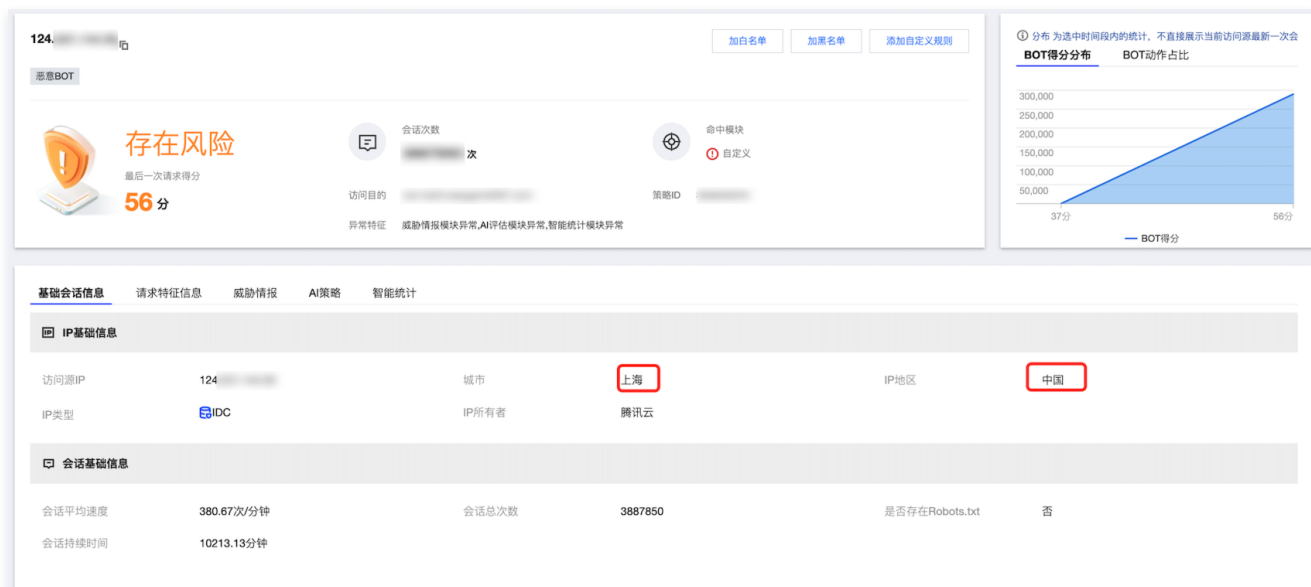 124.
加白名单 加黑名单 添加自定义规则
恶意BOT
存在风险
最后一次请求得分
56 分
会话次数
次
命中模块
自定义
访问目的
策略ID
异常特征 威胁情报模块异常,AI评估模块异常,智能统计模块异常
分布 为选中时间段内的统计，不直接展示当前访问源最新一次会
BOT得分分布 BOT动作占比
300,000
250,000
200,000
150,000
100,000
50,000
37分 56分
BOT得分
基础会话信息 请求特征信息 威胁情报 AI策略 智能统计
IP IP基础信息
访问源IP 124 城市 上海 IP地区 中国
IP类型 IDC IP所有者 腾讯云
会话基础信息
会话平均速度 380.67次/分钟 会话总次数 3887850 是否存在Robots.txt 否
会话持续时间 10213.13分钟